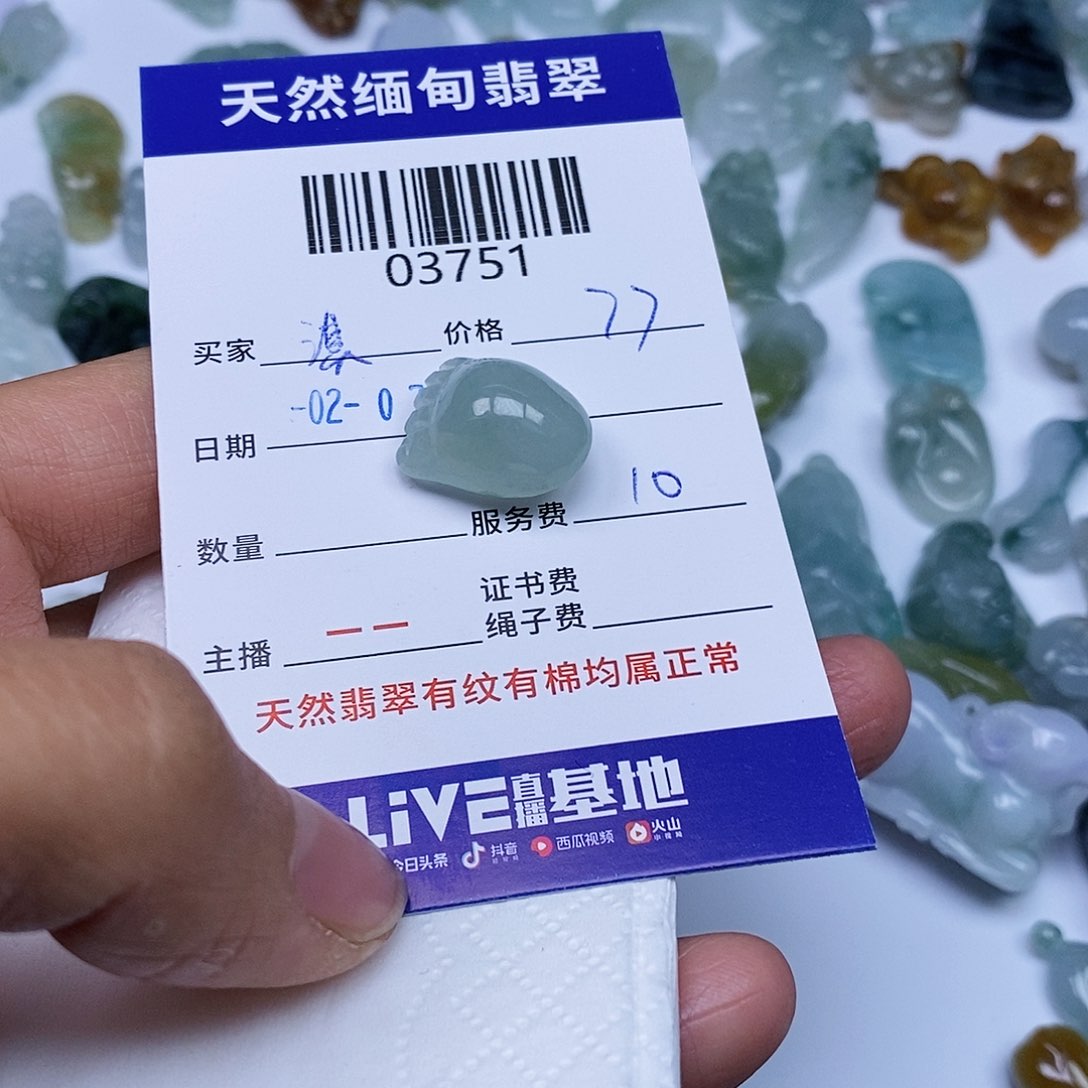 天然缅甸翡翠
03751
买家 价格 77
-02-0
日期
数量 服务费 10
证书费
主播 -- 绳子费
天然翡翠有纹有棉均属正常
LiVE直播基地
今日头条 抖音 西瓜视频 火山